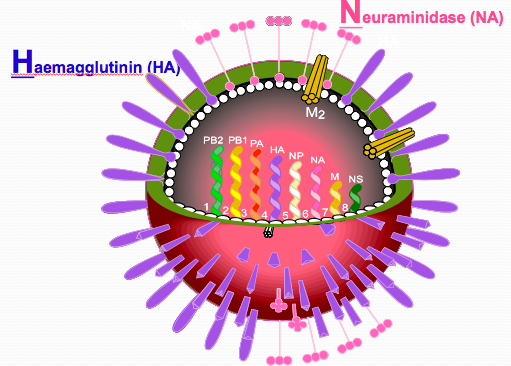 Neuraminidase (NA)
Haemagglutinin (HA)
M2
PB2
PB1
PA
HA
NP
NA
M
NS
1
2
3
4
5
6
7
8